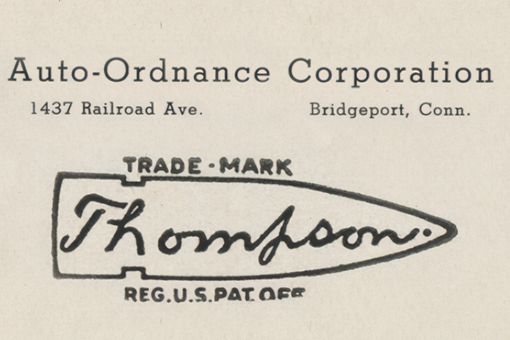 Auto-Ordnance Corporation
1437 Railroad Ave. Bridgeport, Conn.
TRADE-MARK
Thompson.
REG.U.S.PAT.OFF